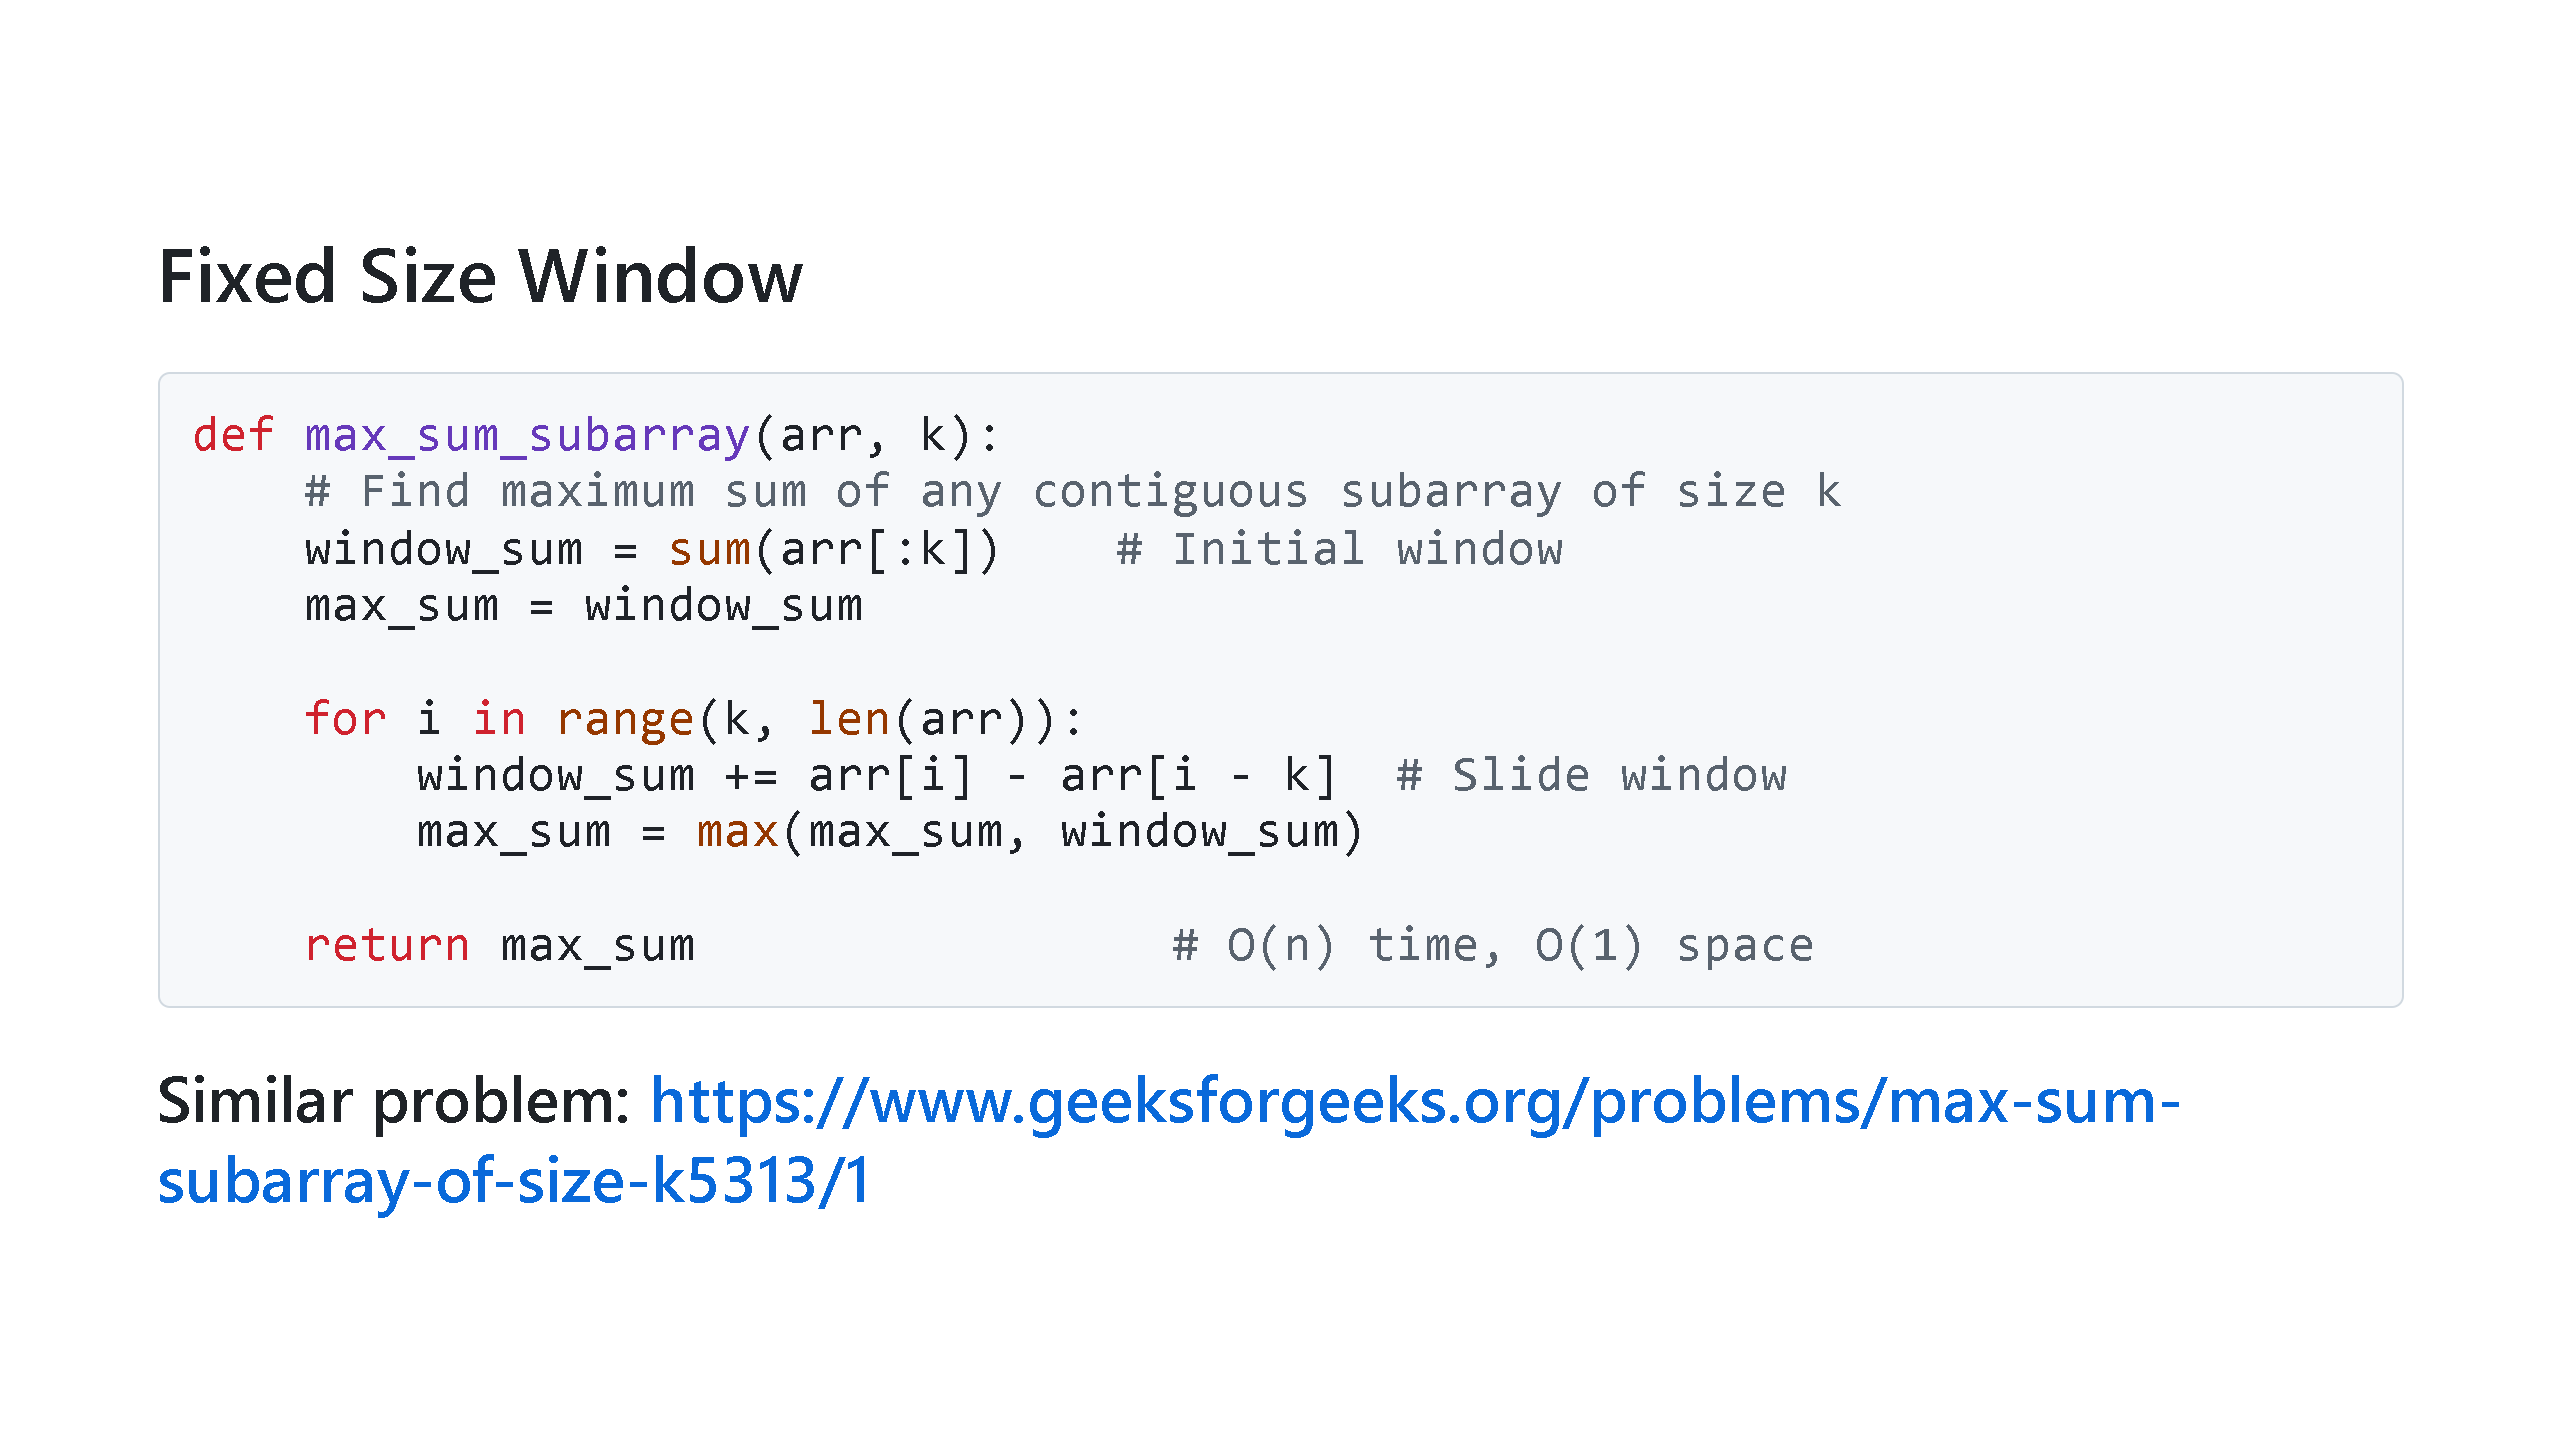 Fixed Size Window
def max_sum_subarray(arr, k):
    # Find maximum sum of any contiguous subarray of size k
    window_sum = sum(arr[:k])    # Initial window
    max_sum = window_sum
    for i in range(k, len(arr)):
        window_sum += arr[i] - arr[i - k]  # Slide window
        max_sum = max(max_sum, window_sum)
    return max_sum                 # O(n) time, O(1) space
Similar problem: https://www.geeksforgeeks.org/problems/max-sum-
subarray-of-size-k5313/1